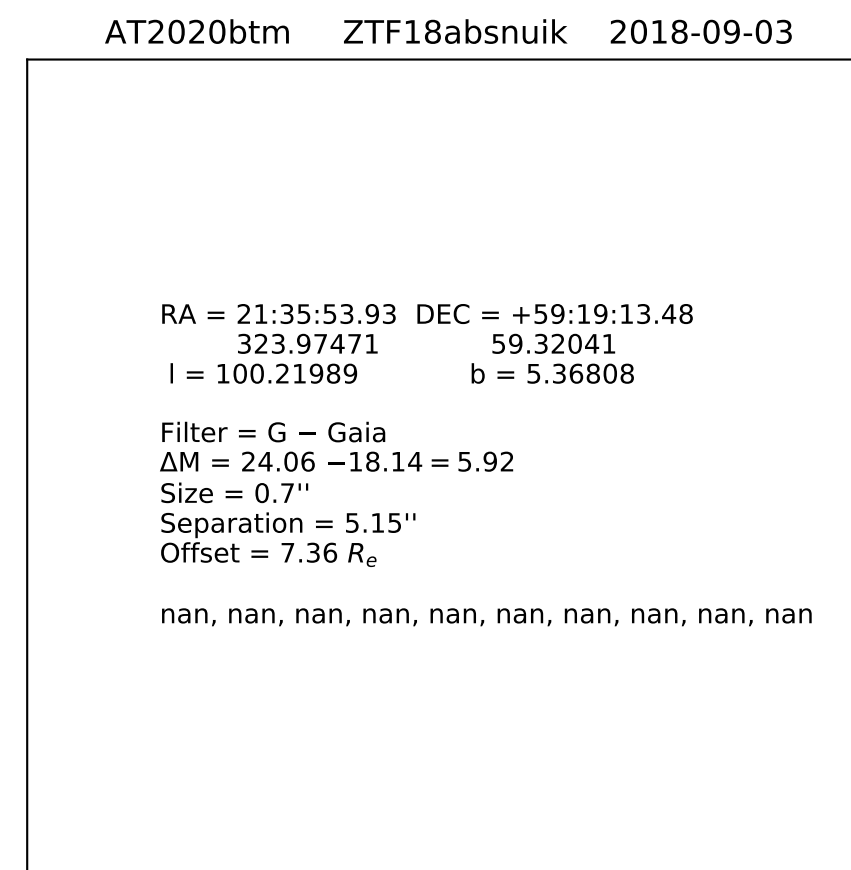 AT2020btm ZTF18absnuik 2018-09-03
RA = 21:35:53.93 DEC = +59:19:13.48
323.97471 59.32041
l = 100.21989 b = 5.36808
Filter = G − Gaia
ΔM = 24.06 −18.14 = 5.92
Size = 0.7''
Separation = 5.15''
Offset = 7.36 Re
nan, nan, nan, nan, nan, nan, nan, nan, nan, nan